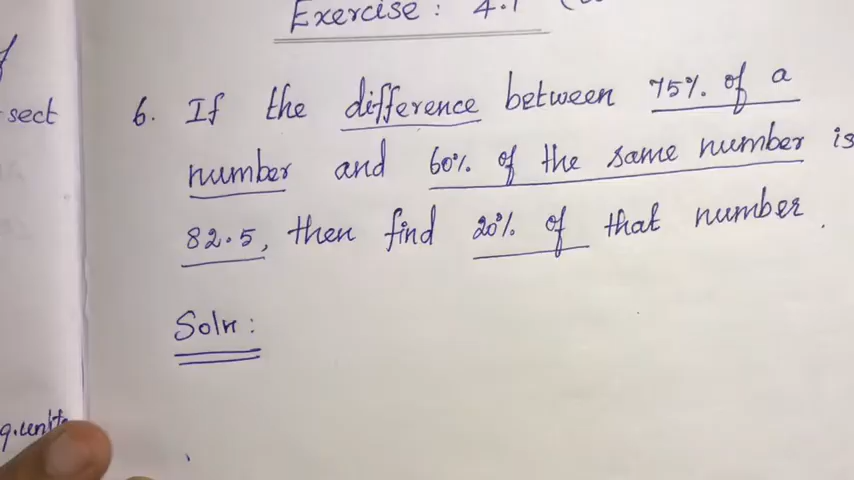 Exercise: 4.1
sect
6. If the difference between 75% of a
number and 60% of the same number is
82.5, then find 20% of that number.
Soln:
q.units